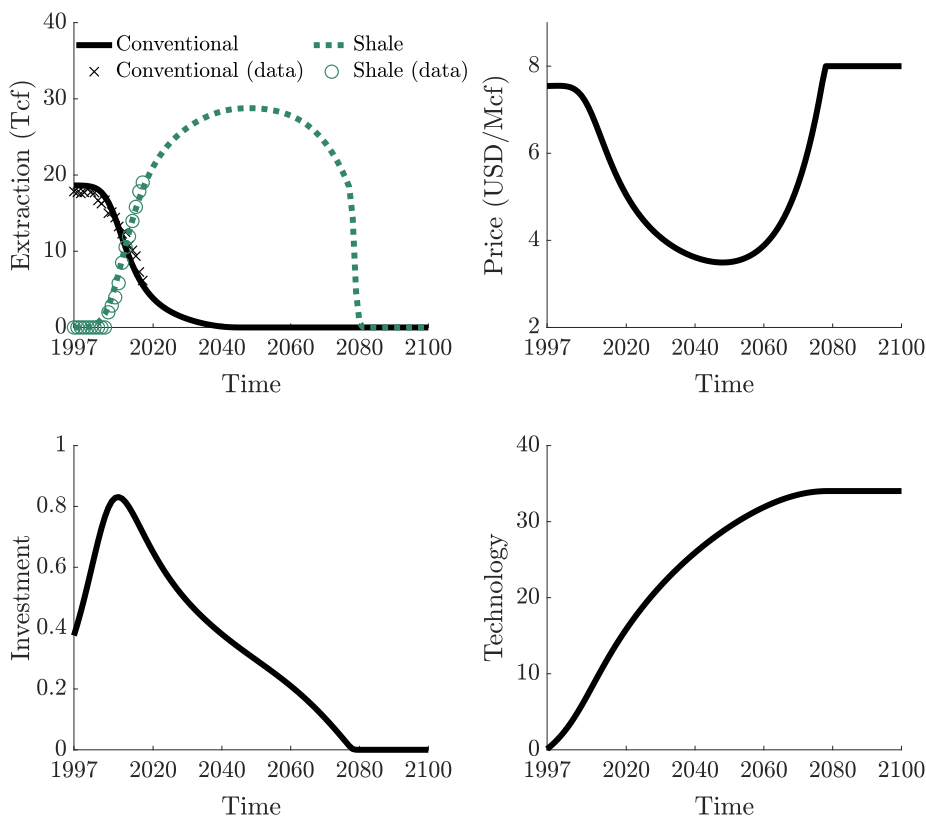 40
30
20
10
0
Extraction (Tcf)
Conventional
Shale
Conventional (data)
Shale (data)
1997 2020 2040 2060 2080 2100
Time
8
6
4
2
Price (USD/Mcf)
1997 2020 2040 2060 2080 2100
Time
1
0.8
0.6
0.4
0.2
0
Investment
1997 2020 2040 2060 2080 2100
Time
40
30
20
10
0
Technology
1997 2020 2040 2060 2080 2100
Time